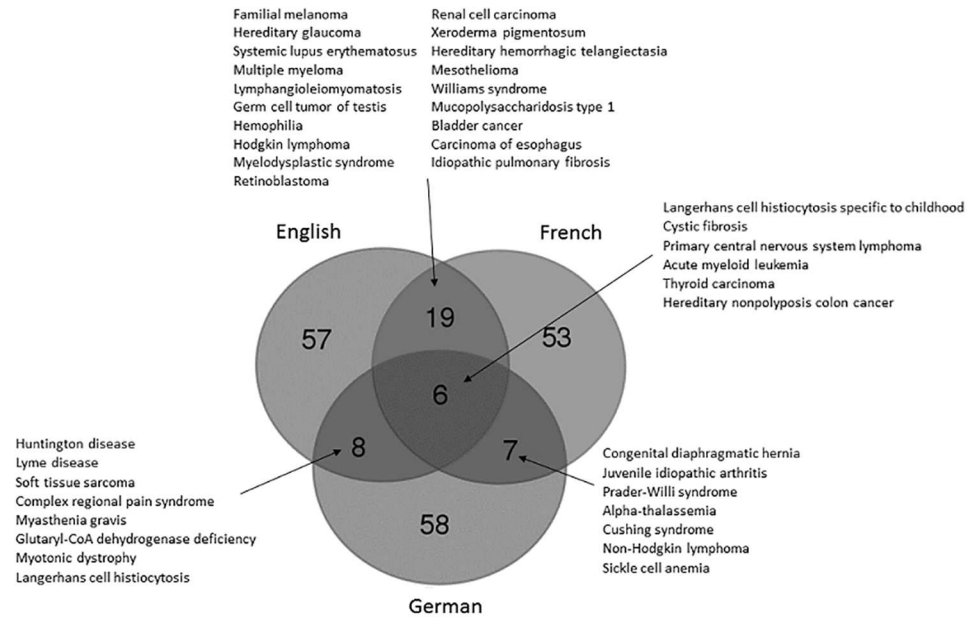 Familial melanoma
Hereditary glaucoma
Systemic lupus erythematosus
Multiple myeloma
Lymphangioleiomyomatosis
Germ cell tumor of testis
Hemophilia
Hodgkin lymphoma
Myelodysplastic syndrome
Retinoblastoma
Renal cell carcinoma
Xeroderma pigmentosum
Hereditary hemorrhagic telangiectasia
Mesothelioma
Williams syndrome
Mucopolysaccharidosis type 1
Bladder cancer
Carcinoma of esophagus
Idiopathic pulmonary fibrosis
Langerhans cell histiocytosis specific to childhood
Cystic fibrosis
Primary central nervous system lymphoma
Acute myeloid leukemia
Thyroid carcinoma
Hereditary nonpolyposis colon cancer
English
French
19
57
53
6
8
7
58
Huntington disease
Lyme disease
Soft tissue sarcoma
Complex regional pain syndrome
Myasthenia gravis
Glutaryl-CoA dehydrogenase deficiency
Myotonic dystrophy
Langerhans cell histiocytosis
Congenital diaphragmatic hernia
Juvenile idiopathic arthritis
Prader-Willi syndrome
Alpha-thalassemia
Cushing syndrome
Non-Hodgkin lymphoma
Sickle cell anemia
German